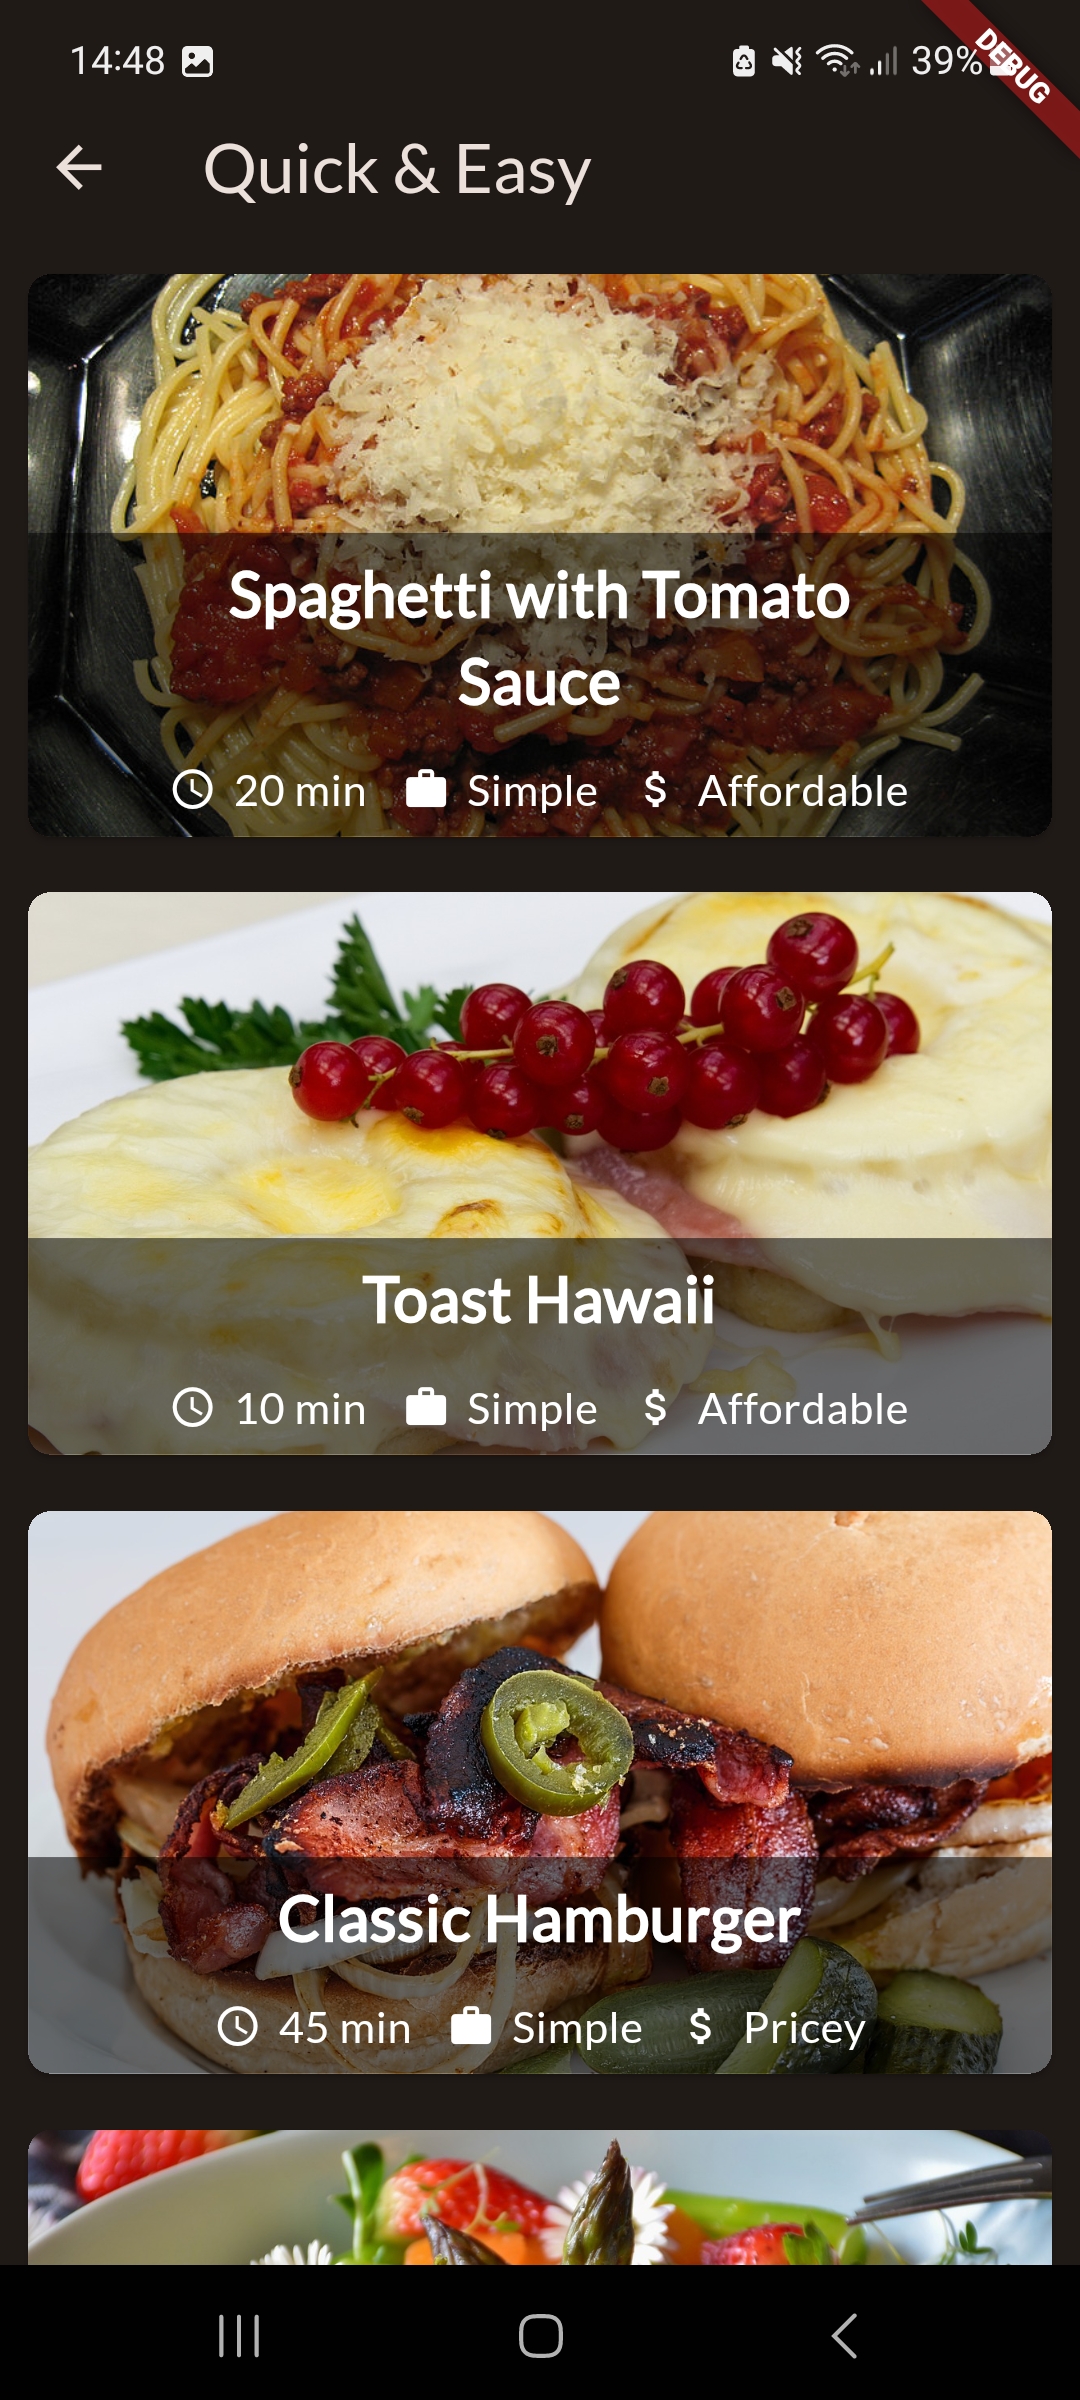 14:48 39%
DEBUG
Quick & Easy
Spaghetti with Tomato
Sauce
20 min Simple $ Affordable
Toast Hawaii
10 min Simple $ Affordable
Classic Hamburger
45 min Simple $ Pricey